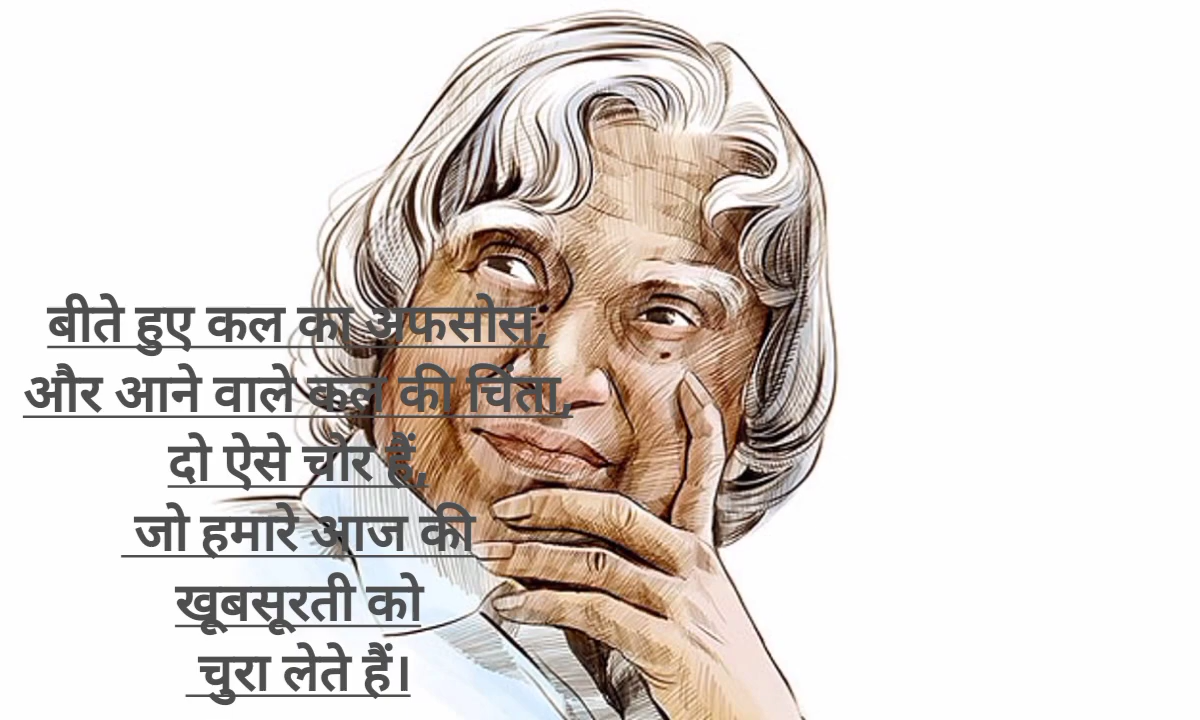 बीते हुए कल का अफसोस,
और आने वाले कल की चिंता,
दो ऐसे चोर हैं,
जो हमारे आज की
खूबसूरती को
चुरा लेते हैं।